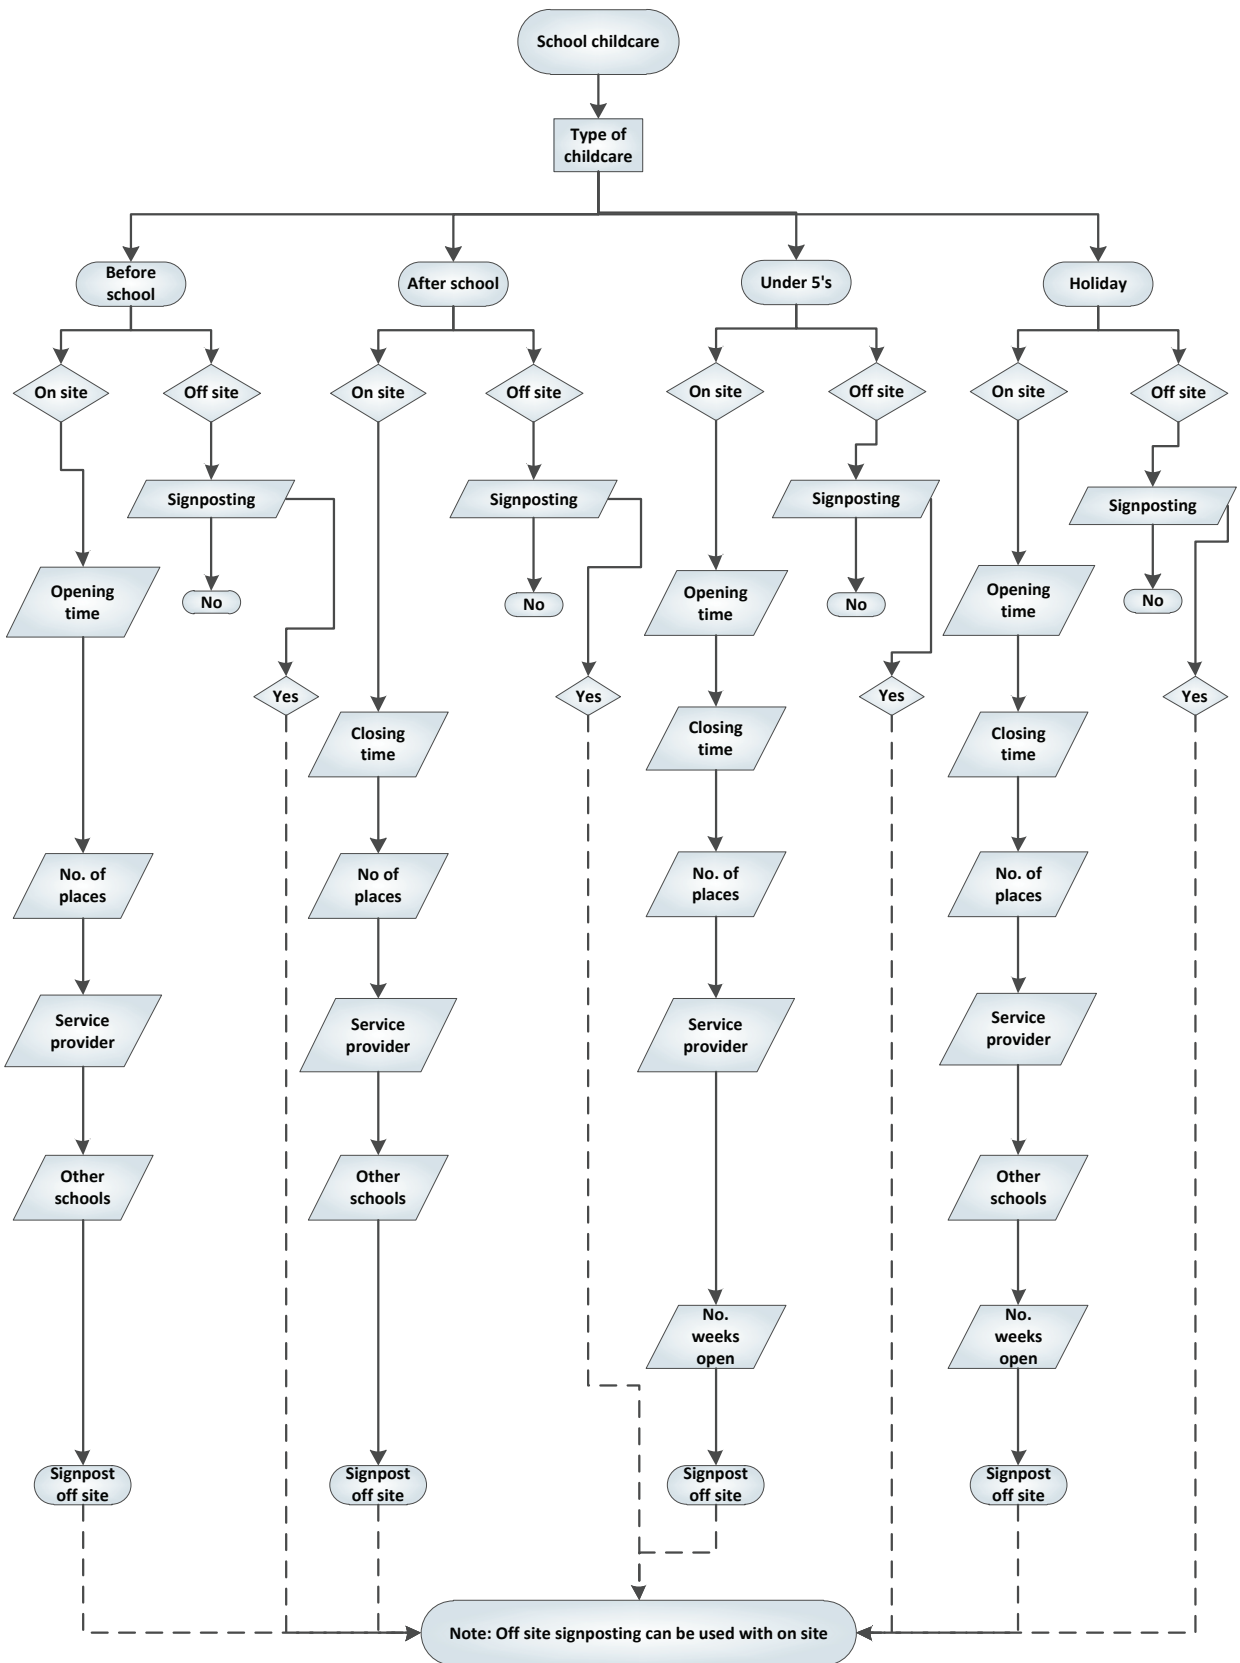 School childcare
Type of
childcare
Before
school
After school
Under 5's
Holiday
On site
Off site
On site
Off site
On site
Off site
On site
Off site
Signposting
Signposting
Signposting
Signposting
Opening
time
No
No
Opening
time
No
Opening
time
No
Yes
Yes
Yes
Yes
Closing
time
Closing
time
Closing
time
No. of
places
No of
places
No. of
places
No. of
places
Service
provider
Service
provider
Service
provider
Service
provider
Other
schools
Other
schools
Other
schools
No.
weeks
open
No.
weeks
open
Signpost
off site
Signpost
off site
Signpost
off site
Signpost
off site
Note: Off site signposting can be used with on site